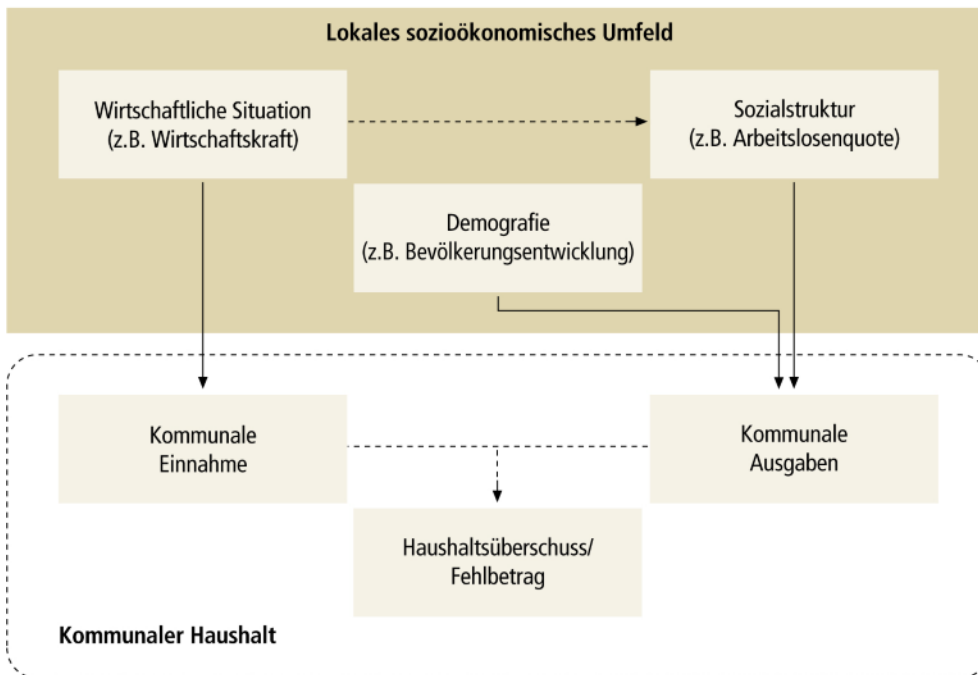 Lokales sozioökonomisches Umfeld
Wirtschaftliche Situation
(z.B. Wirtschaftskraft)
Sozialstruktur
(z.B. Arbeitslosenquote)
Demografie
(z.B. Bevölkerungsentwicklung)
Kommunale
Einnahme
Kommunale
Ausgaben
Haushaltsüberschuss/
Fehlbetrag
Kommunaler Haushalt